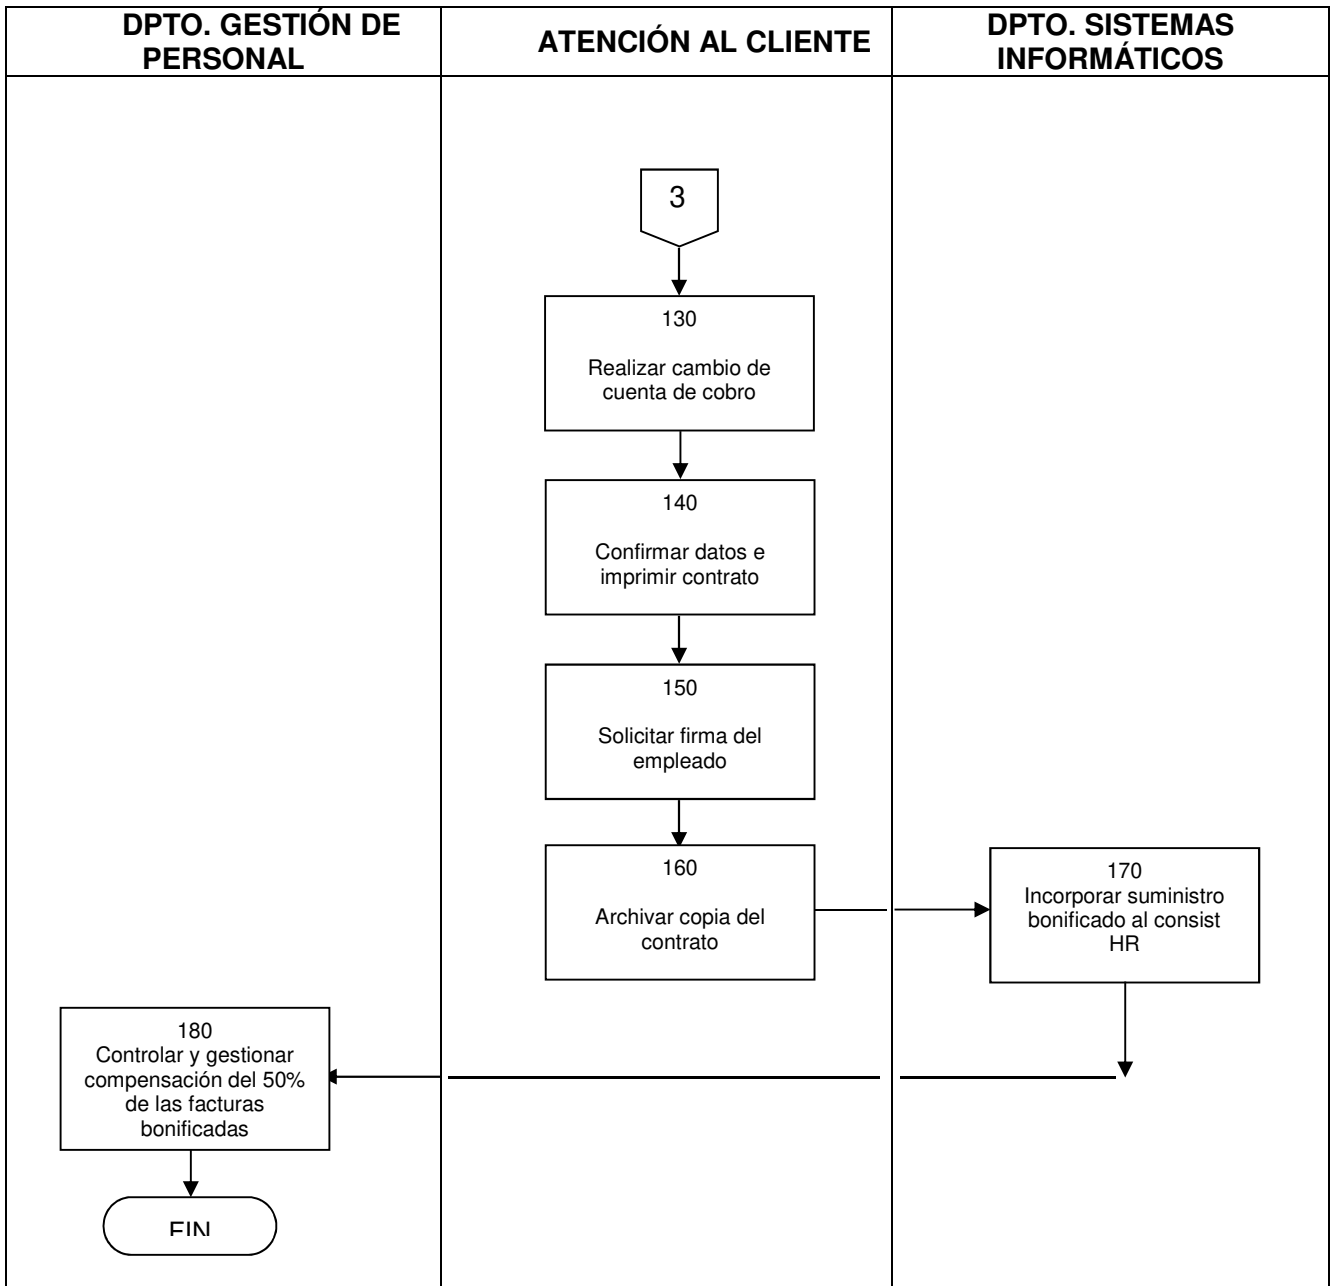 DPTO. GESTIÓN DE
PERSONAL
ATENCIÓN AL CLIENTE
DPTO. SISTEMAS
INFORMÁTICOS
3
130
Realizar cambio de
cuenta de cobro
140
Confirmar datos e
imprimir contrato
150
Solicitar firma del
empleado
160
Archivar copia del
contrato
170
Incorporar suministro
bonificado al consist
HR
180
Controlar y gestionar
compensación del 50%
de las facturas
bonificadas
FIN